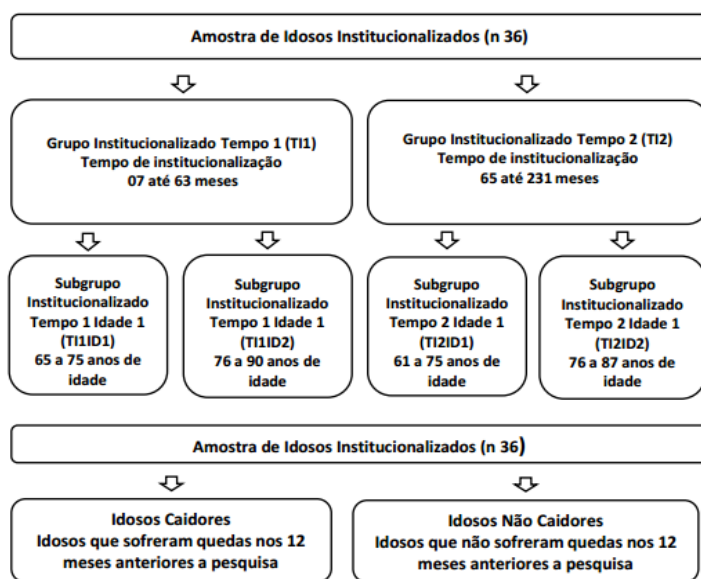 Amostra de Idosos Institucionalizados (n 36)
Grupo Institucionalizado Tempo 1 (TI1)
Tempo de institucionalização
07 até 63 meses
Grupo Institucionalizado Tempo 2 (TI2)
Tempo de institucionalização
65 até 231 meses
Subgrupo
Institucionalizado
Tempo 1 Idade 1
(TI1ID1)
65 a 75 anos de
idade
Subgrupo
Institucionalizado
Tempo 1 Idade 1
(TI1ID2)
76 a 90 anos de
idade
Subgrupo
Institucionalizado
Tempo 2 Idade 1
(TI2ID1)
61 a 75 anos de
idade
Subgrupo
Institucionalizado
Tempo 2 Idade 1
(TI2ID2)
76 a 87 anos de
idade
Amostra de Idosos Institucionalizados (n 36)
Idosos Caidores
Idosos que sofreram quedas nos 12
meses anteriores a pesquisa
Idosos Não Caidores
Idosos que não sofreram quedas nos 12
meses anteriores a pesquisa